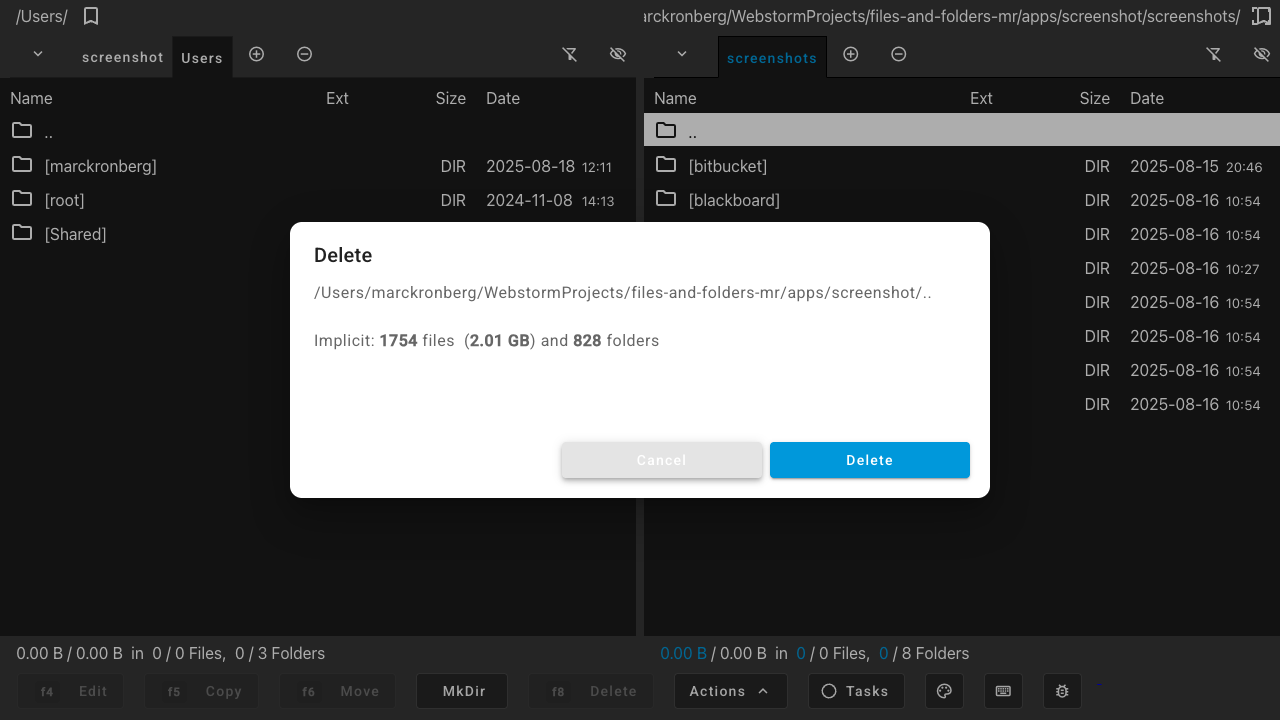 /Users/
arckronberg/WebstormProjects/files-and-folders-mr/apps/screenshot/screenshots/
screenshot Users
screenshots
Name Ext Size Date
Name Ext Size Date
..
..
[marckronberg] DIR 2025-08-18 12:11
[bitbucket] DIR 2025-08-15 20:46
[root] DIR 2024-11-08 14:13
[blackboard] DIR 2025-08-16 10:54
[Shared]
DIR 2025-08-16 10:54
DIR 2025-08-16 10:27
DIR 2025-08-16 10:54
DIR 2025-08-16 10:54
DIR 2025-08-16 10:54
DIR 2025-08-16 10:54
Delete
/Users/marckronberg/WebstormProjects/files-and-folders-mr/apps/screenshot/..
Implicit: 1754 files (2.01 GB) and 828 folders
Cancel Delete
0.00 B / 0.00 B in 0 / 0 Files, 0 / 3 Folders
0.00 B / 0.00 B in 0 / 0 Files, 0 / 8 Folders
f4 Edit f5 Copy f6 Move MkDir f8 Delete Actions Tasks